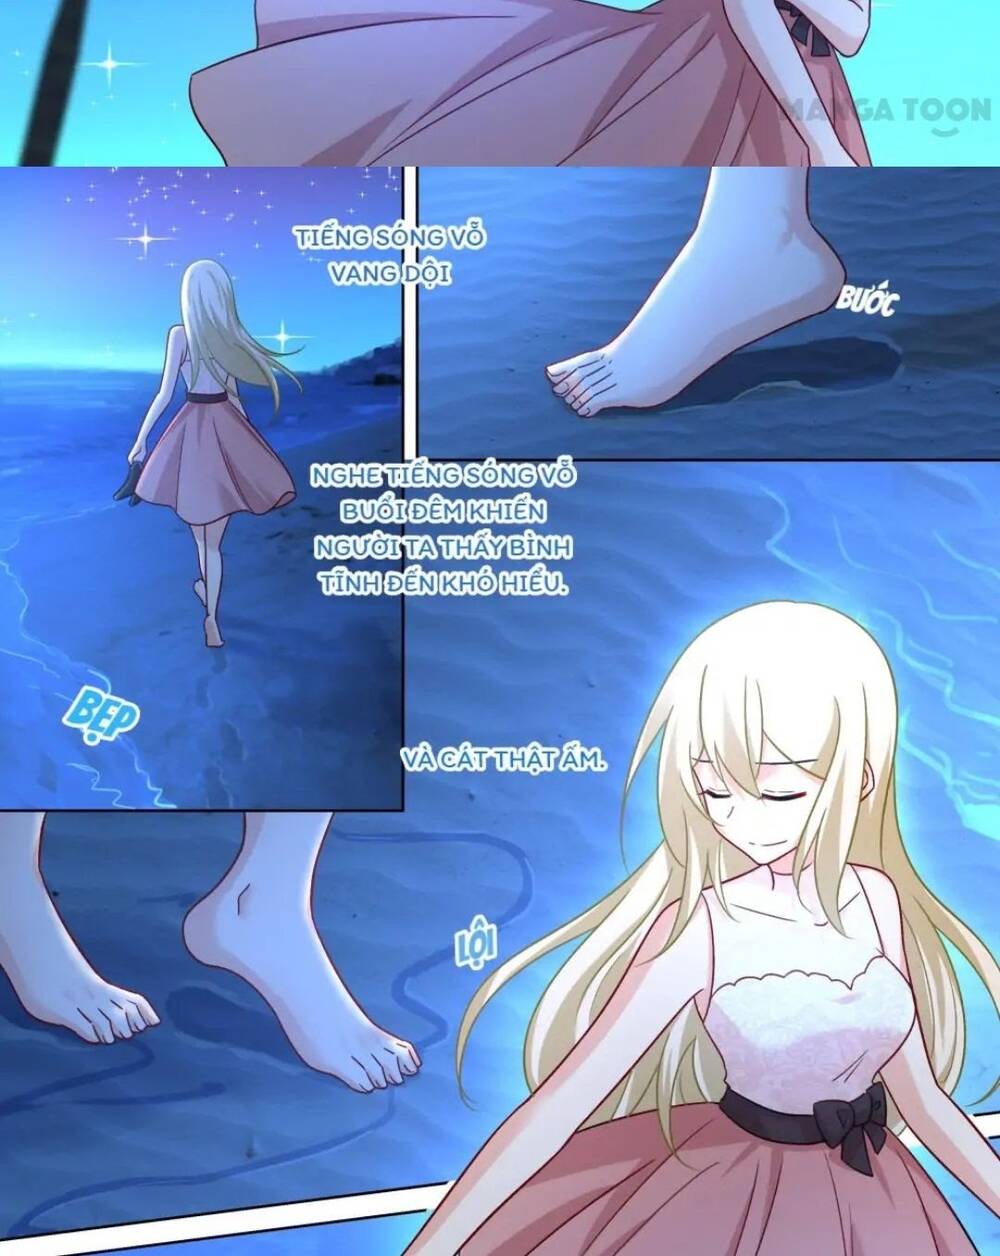 MANGA TOON
TIẾNG SÓNG VỖ
VANG DỘI
BƯỚC
NGHE TIẾNG SÓNG VỖ
BUỔI ĐÊM KHIẾN
NGƯỜI TA THẤY BÌNH
TĨNH ĐẾN KHÓ HIỂU.
BẸP
VÀ CÁT THẬT ẤM.
LỘI